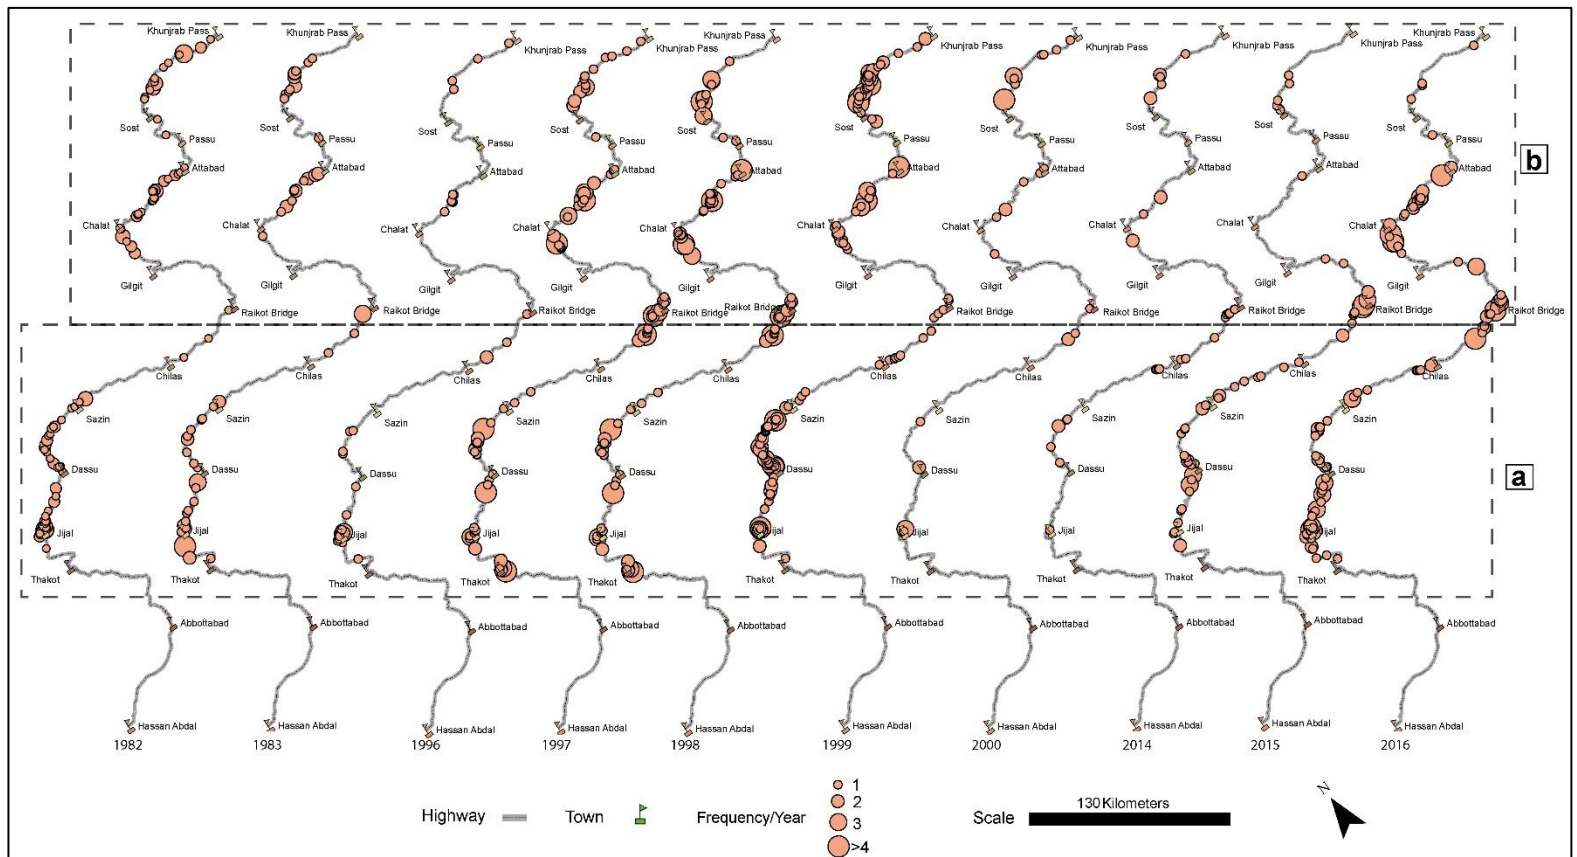 Khunjrab Pass Khunjrab Pass Khunjrab Pass Khunjrab Pass Khunjrab Pass Khunjrab Pass Khunjrab Pass Khunjrab Pass Khunjrab Pass Khunjrab Pass
Sost Sost Sost Sost Sost Sost Sost Sost Sost Sost
Passu Passu Passu Passu Passu Passu Passu Passu Passu Passu
b
Attabad Attabad Attabad Attabad Attabad Attabad Attabad Attabad Attabad Attabad
Chalat Chalat Chalat Chalat Chalat Chalat Chalat Chalat Chalat Chalat
Gilgit Gilgit Gilgit Gilgit Gilgit Gilgit Gilgit Gilgit Gilgit Gilgit
Raikot Bridge Raikot Bridge Raikot Bridge Raikot Bridge Raikot Bridge Raikot Bridge Raikot Bridge Raikot Bridge Raikot Bridge Raikot Bridge
Chilas Chilas Chilas Chilas Chilas Chilas Chilas Chilas Chilas Chilas
Sazin Sazin Sazin Sazin Sazin Sazin Sazin Sazin Sazin Sazin
Dassu Dassu Dassu Dassu Dassu Dassu Dassu Dassu Dassu Dassu
a
Jijal Jijal Jijal Jijal Jijal Jijal Jijal Jijal Jijal Jijal
Thakot Thakot Thakot Thakot Thakot Thakot Thakot Thakot Thakot Thakot
Abbottabad Abbottabad Abbottabad Abbottabad Abbottabad Abbottabad Abbottabad Abbottabad Abbottabad Abbottabad
Hassan Abdal Hassan Abdal Hassan Abdal Hassan Abdal Hassan Abdal Hassan Abdal Hassan Abdal Hassan Abdal Hassan Abdal Hassan Abdal
1982 1983 1996 1997 1998 1999 2000 2014 2015 2016
Highway Town Frequency/Year
1
2
3
>4
Scale 130 Kilometers
N